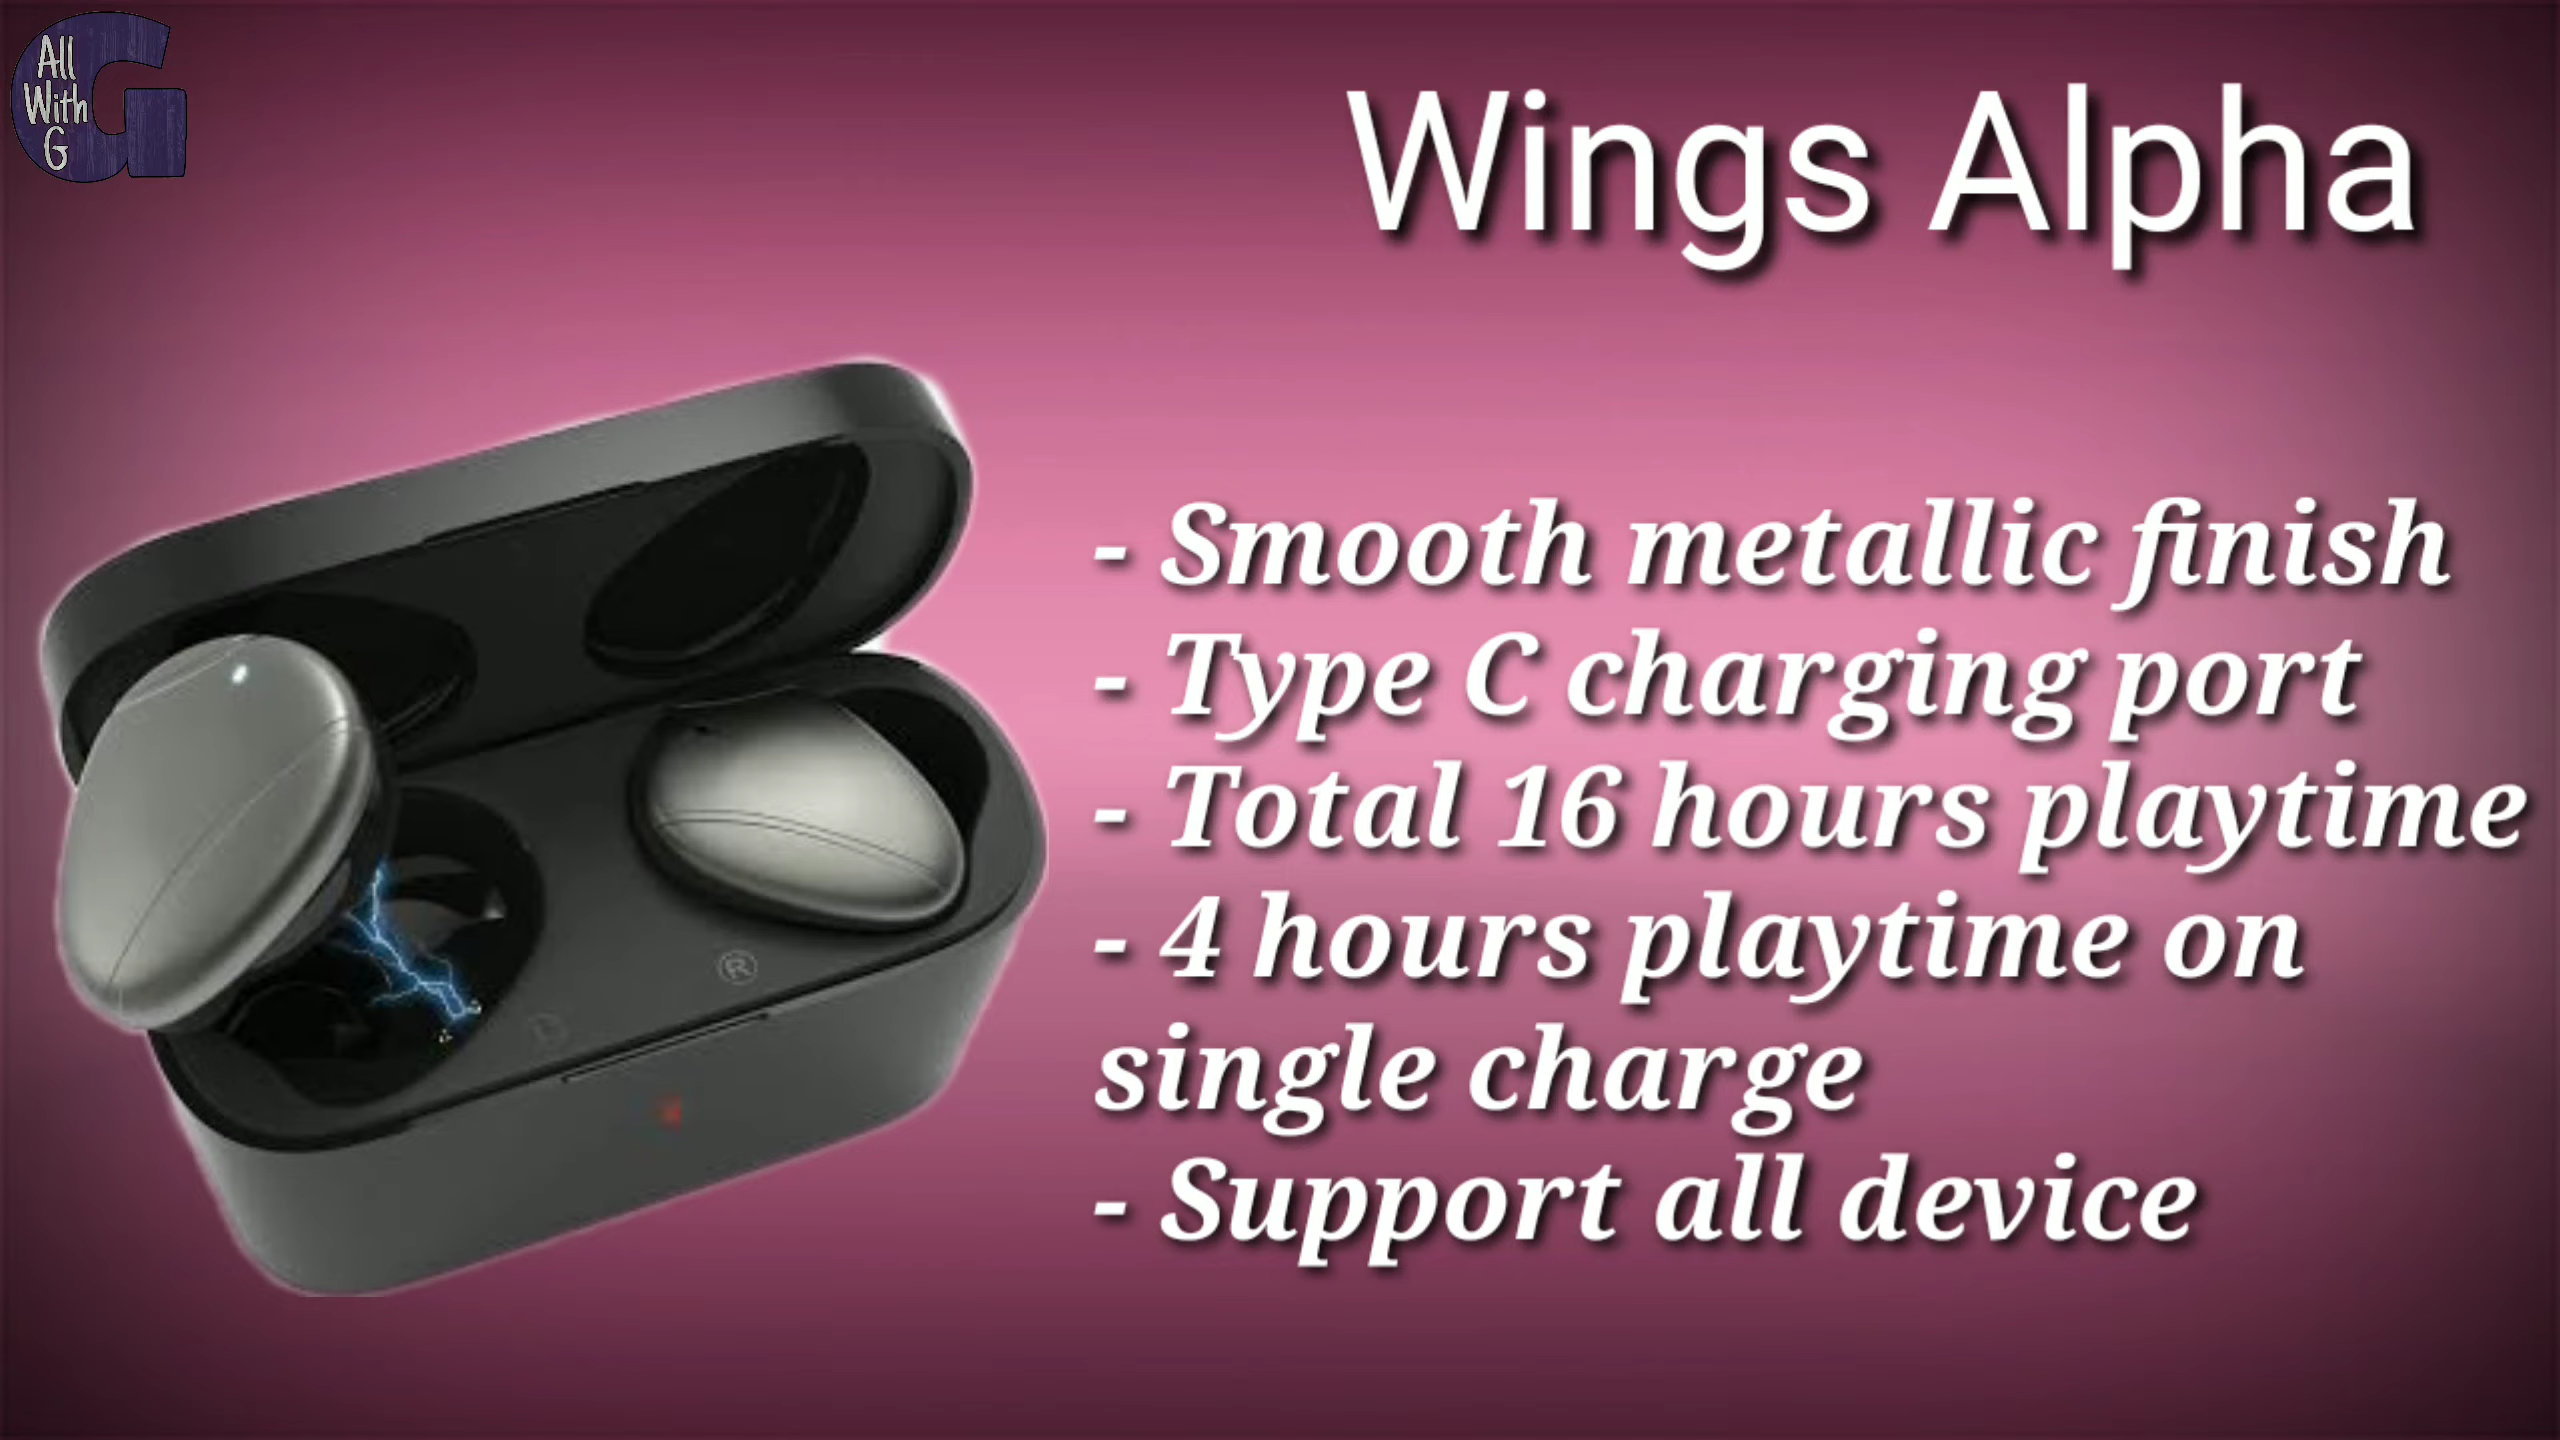 All
With
G
Wings Alpha
- Smooth metallic finish
- Type C charging port
- Total 16 hours playtime
- 4 hours playtime on
single charge
- Support all device
R
L